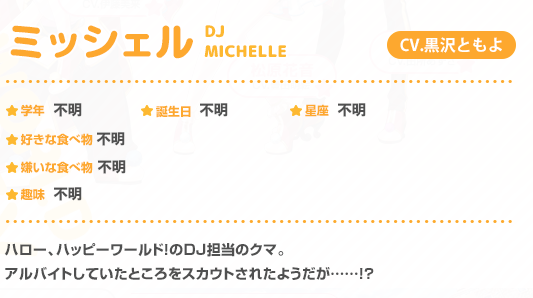 ミッシェル DJ MICHELLE CV.黒沢ともよ
学年 不明 誕生日 不明 星座 不明
好きな食べ物 不明
嫌いな食べ物 不明
趣味 不明
ハロー、ハッピーワールド!のDJ担当のクマ。
アルバイトしていたところをスカウトされたようだが……!?